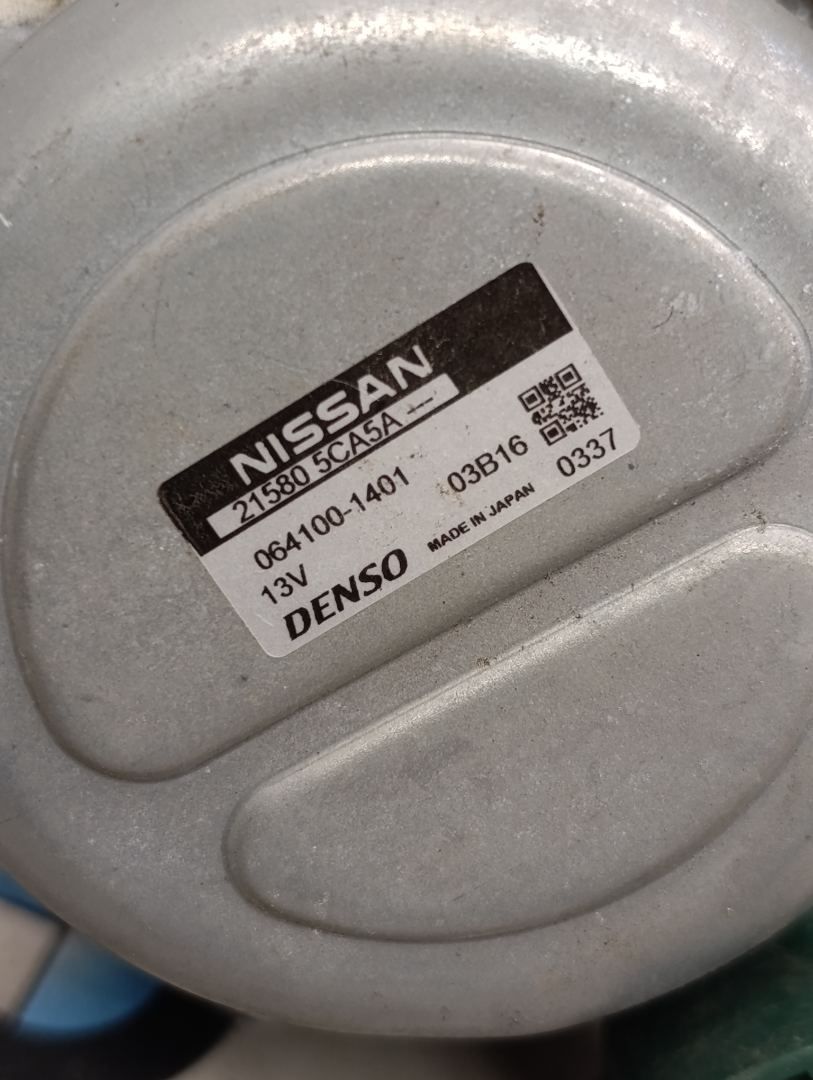 NISSAN
21580 5CA5A —
064100-1401 03B16
13V
DENSO MADE IN JAPAN 0337